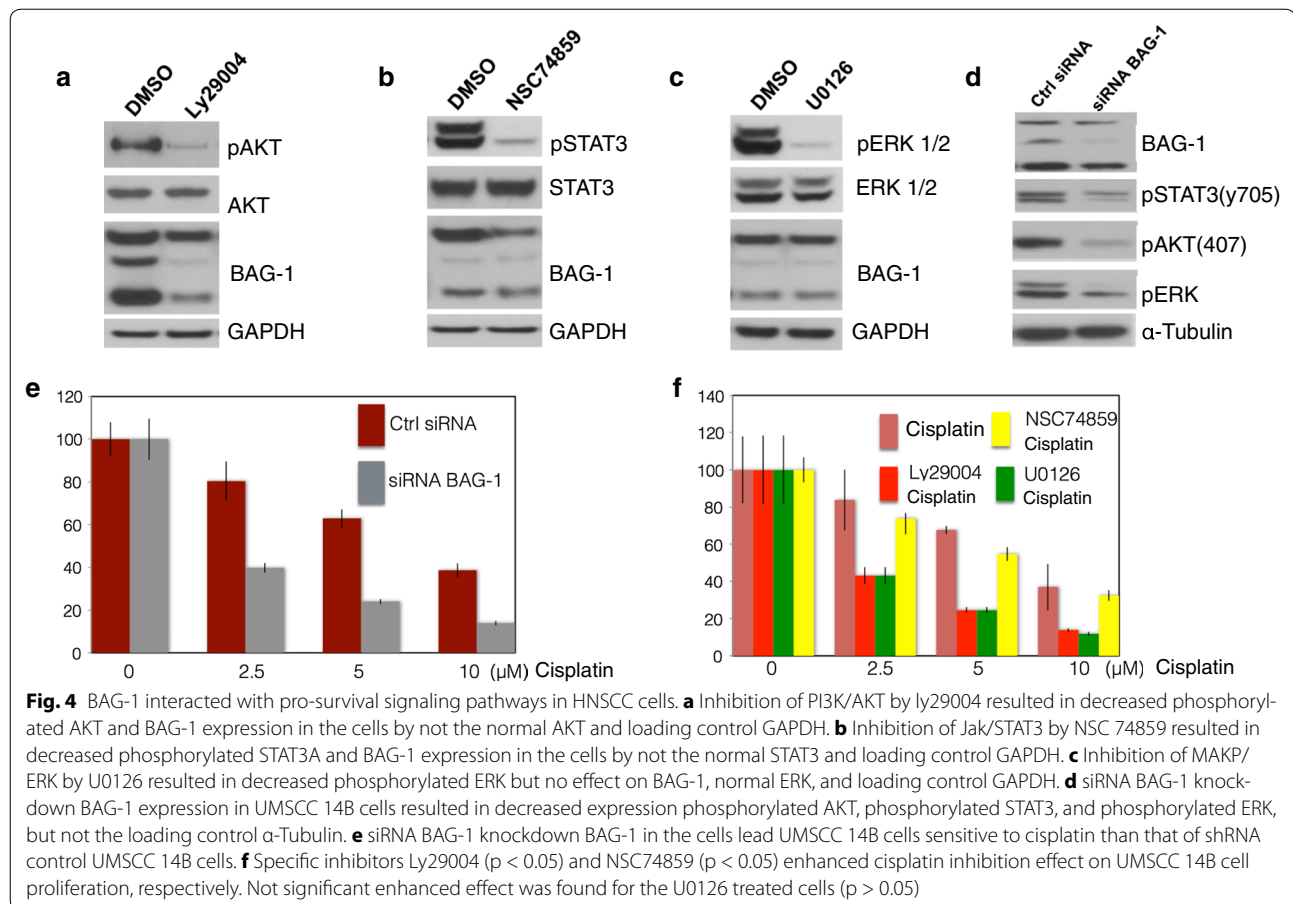 a
DMSO
Ly29004
pAKT
AKT
BAG-1
GAPDH
b
DMSO
NSC74859
pSTAT3
STAT3
BAG-1
GAPDH
c
DMSO
U0126
pERK 1/2
ERK 1/2
BAG-1
GAPDH
d
Ctrl siRNA
siRNA BAG-1
BAG-1
pSTAT3(y705)
pAKT(407)
pERK
α-Tubulin
e
120
100
80
60
40
20
0
Ctrl siRNA
siRNA BAG-1
0 2.5 5 10 (µM) Cisplatin
f
140
120
100
80
60
40
20
0
Cisplatin
NSC74859
Cisplatin
Ly29004
Cisplatin
U0126
Cisplatin
0 2.5 5 10 (µM) Cisplatin
Fig. 4 BAG-1 interacted with pro-survival signaling pathways in HNSCC cells. a Inhibition of PI3K/AKT by ly29004 resulted in decreased phosphoryl-
ated AKT and BAG-1 expression in the cells by not the normal AKT and loading control GAPDH. b Inhibition of Jak/STAT3 by NSC 74859 resulted in
decreased phosphorylated STAT3A and BAG-1 expression in the cells by not the normal STAT3 and loading control GAPDH. c Inhibition of MAKP/
ERK by U0126 resulted in decreased phosphorylated ERK but no effect on BAG-1, normal ERK, and loading control GAPDH. d siRNA BAG-1 knock-
down BAG-1 expression in UMSCC 14B cells resulted in decreased expression phosphorylated AKT, phosphorylated STAT3, and phosphorylated ERK,
but not the loading control α-Tubulin. e siRNA BAG-1 knockdown BAG-1 in the cells lead UMSCC 14B cells sensitive to cisplatin than that of shRNA
control UMSCC 14B cells. f Specific inhibitors Ly29004 (p < 0.05) and NSC74859 (p < 0.05) enhanced cisplatin inhibition effect on UMSCC 14B cell
proliferation, respectively. Not significant enhanced effect was found for the U0126 treated cells (p > 0.05)